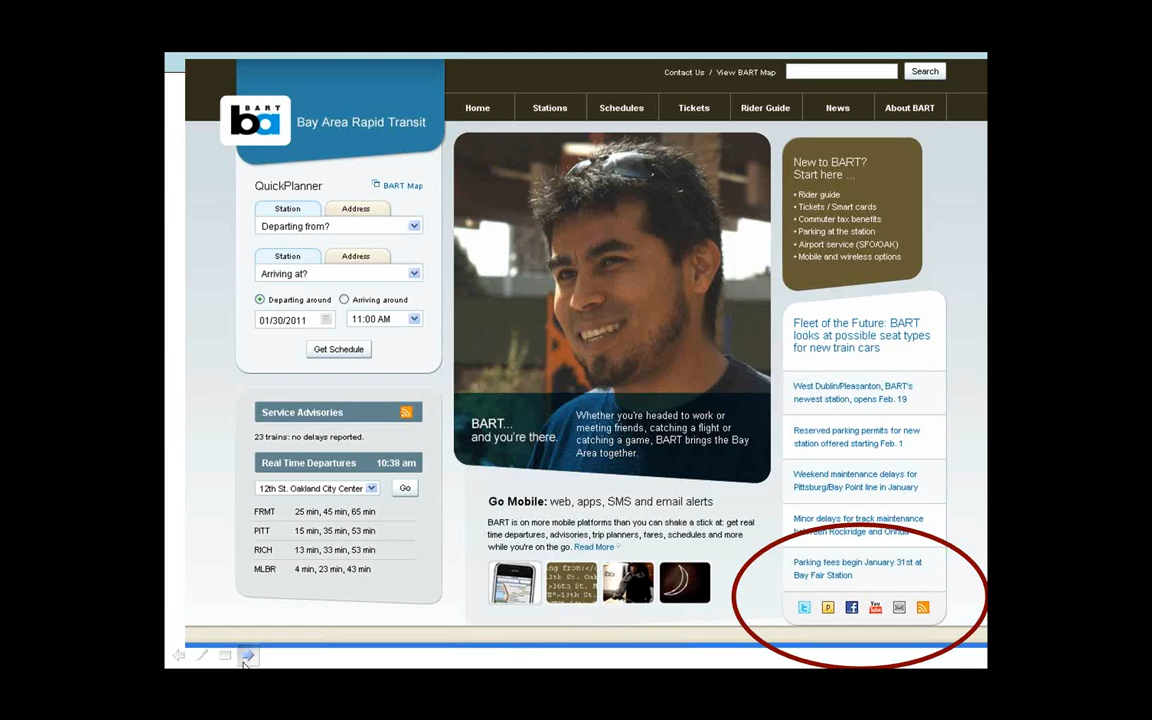 Contact Us / View BART Map
Search
BART
ba
Bay Area Rapid Transit
Home
Stations
Schedules
Tickets
Rider Guide
News
About BART
QuickPlanner
BART Map
Station
Address
Departing from?
Station
Address
Arriving at?
Departing around
Arriving around
01/30/2011
11:00 AM
Get Schedule
Service Advisories
23 trains: no delays reported.
Real Time Departures
10:38 am
12th St. Oakland City Center
Go
FRMT 25 min, 45 min, 65 min
PITT 15 min, 35 min, 53 min
RICH 13 min, 33 min, 53 min
MLBR 4 min, 23 min, 43 min
BART...
and you're there.
Whether you're headed to work or
meeting friends, catching a flight or
catching a game, BART brings the Bay
Area together.
Go Mobile: web, apps, SMS and email alerts
BART is on more mobile platforms than you can shake a stick at: get real
time departures, advisories, trip planners, fares, schedules and more
while you're on the go. Read More
New to BART?
Start here ...
• Rider guide
• Tickets / Smart cards
• Commuter tax benefits
• Parking at the station
• Airport service (SFO/OAK)
• Mobile and wireless options
Fleet of the Future: BART
looks at possible seat types
for new train cars
West Dublin/Pleasanton, BART's
newest station, opens Feb. 19
Reserved parking permits for new
station offered starting Feb. 1
Weekend maintenance delays for
Pittsburg/Bay Point line in January
Minor delays for track maintenance
between Rockridge and Orinda
Parking fees begin January 31st at
Bay Fair Station
You